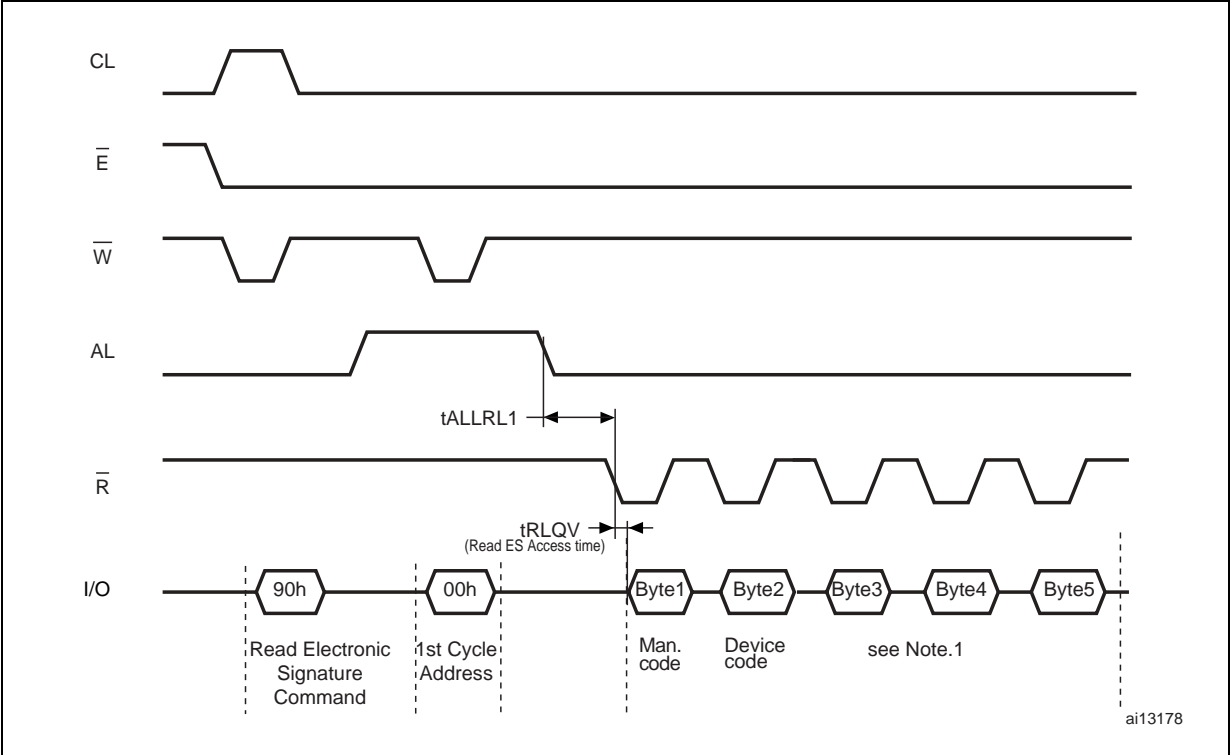 CL
E̅
W̅
AL
tALLRL1
R̅
tRLQV
(Read ES Access time)
I/O
90h
00h
Byte1
Byte2
Byte3
Byte4
Byte5
Read Electronic
Signature
Command
1st Cycle
Address
Man.
code
Device
code
see Note.1
ai13178